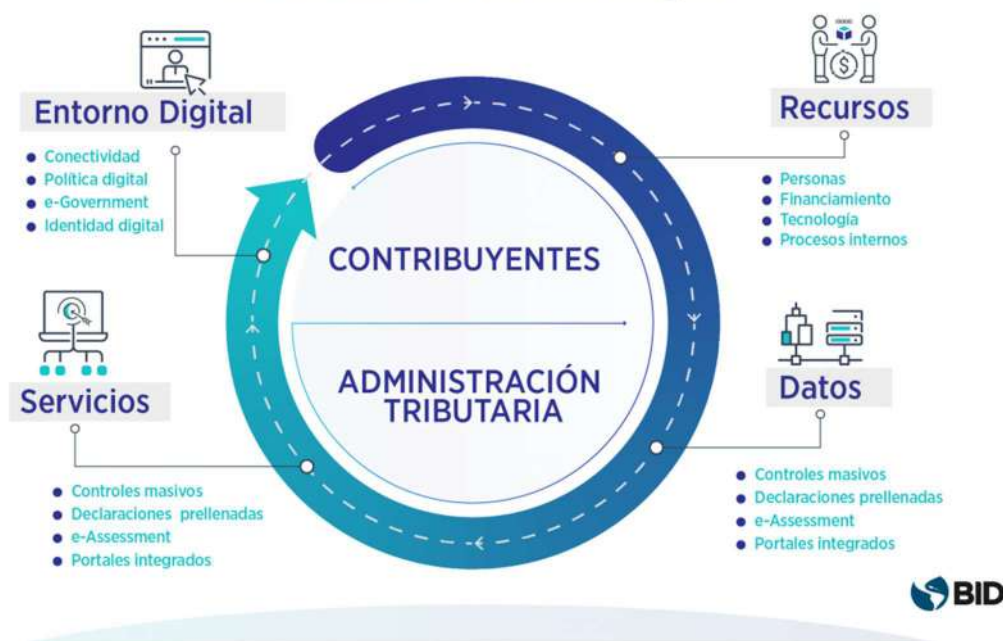 Entorno Digital
Conectividad
Política digital
e-Government
Identidad digital
Recursos
Personas
Financiamiento
Tecnología
Procesos internos
CONTRIBUYENTES
ADMINISTRACIÓN
TRIBUTARIA
Servicios
Controles masivos
Declaraciones prellenadas
e-Assessment
Portales integrados
Datos
Controles masivos
Declaraciones prellenadas
e-Assessment
Portales integrados
BID